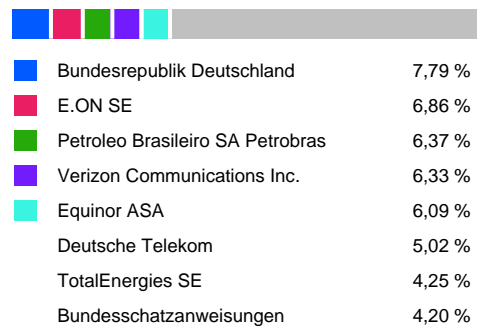 Bundesrepublik Deutschland 7,79 %
E.ON SE 6,86 %
Petroleo Brasileiro SA Petrobras 6,37 %
Verizon Communications Inc. 6,33 %
Equinor ASA 6,09 %
Deutsche Telekom 5,02 %
TotalEnergies SE 4,25 %
Bundesschatzanweisungen 4,20 %